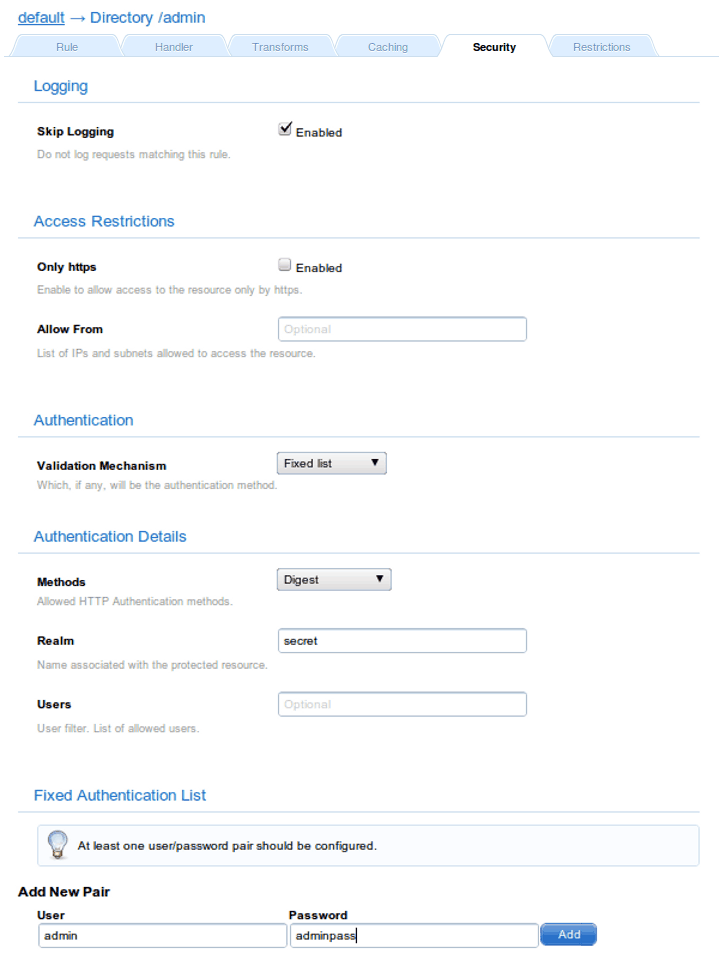 default → Directory /admin
Rule Handler Transforms Caching Security Restrictions
Logging
Skip Logging Enabled
Do not log requests matching this rule.
Access Restrictions
Only https Enabled
Enable to allow access to the resource only by https.
Allow From Optional
List of IPs and subnets allowed to access the resource.
Authentication
Validation Mechanism Fixed list
Which, if any, will be the authentication method.
Authentication Details
Methods Digest
Allowed HTTP Authentication methods.
Realm secret
Name associated with the protected resource.
Users Optional
User filter. List of allowed users.
Fixed Authentication List
At least one user/password pair should be configured.
Add New Pair
User Password
admin adminpass Add